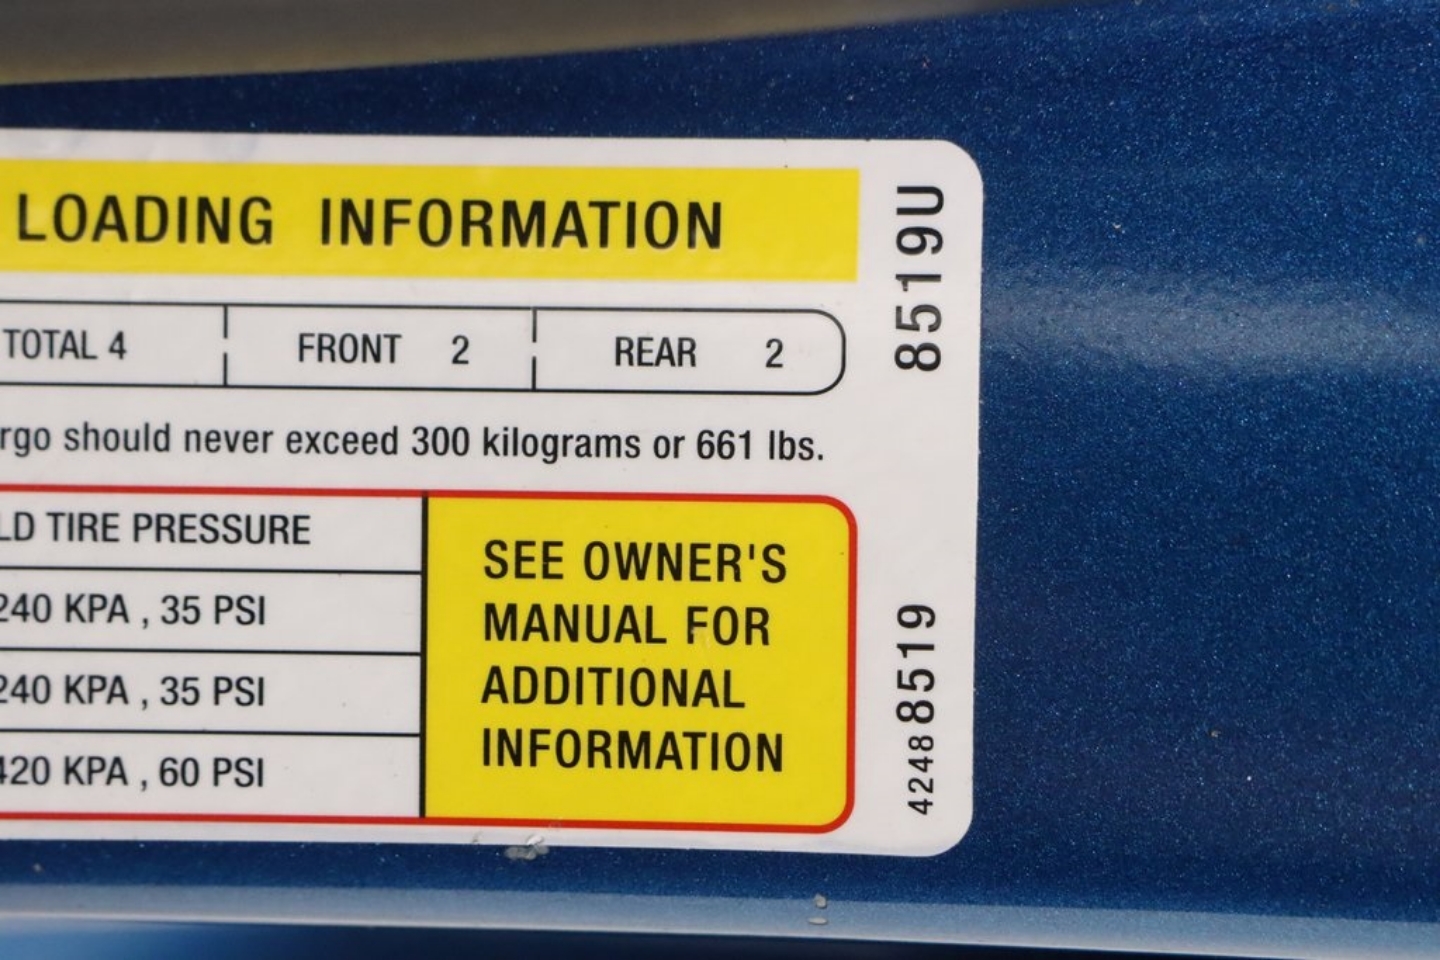 LOADING INFORMATION
TOTAL 4 FRONT 2 REAR 2
rgo should never exceed 300 kilograms or 661 lbs.
LD TIRE PRESSURE
240 KPA , 35 PSI
240 KPA , 35 PSI
420 KPA , 60 PSI
SEE OWNER'S
MANUAL FOR
ADDITIONAL
INFORMATION
8519U
42488519